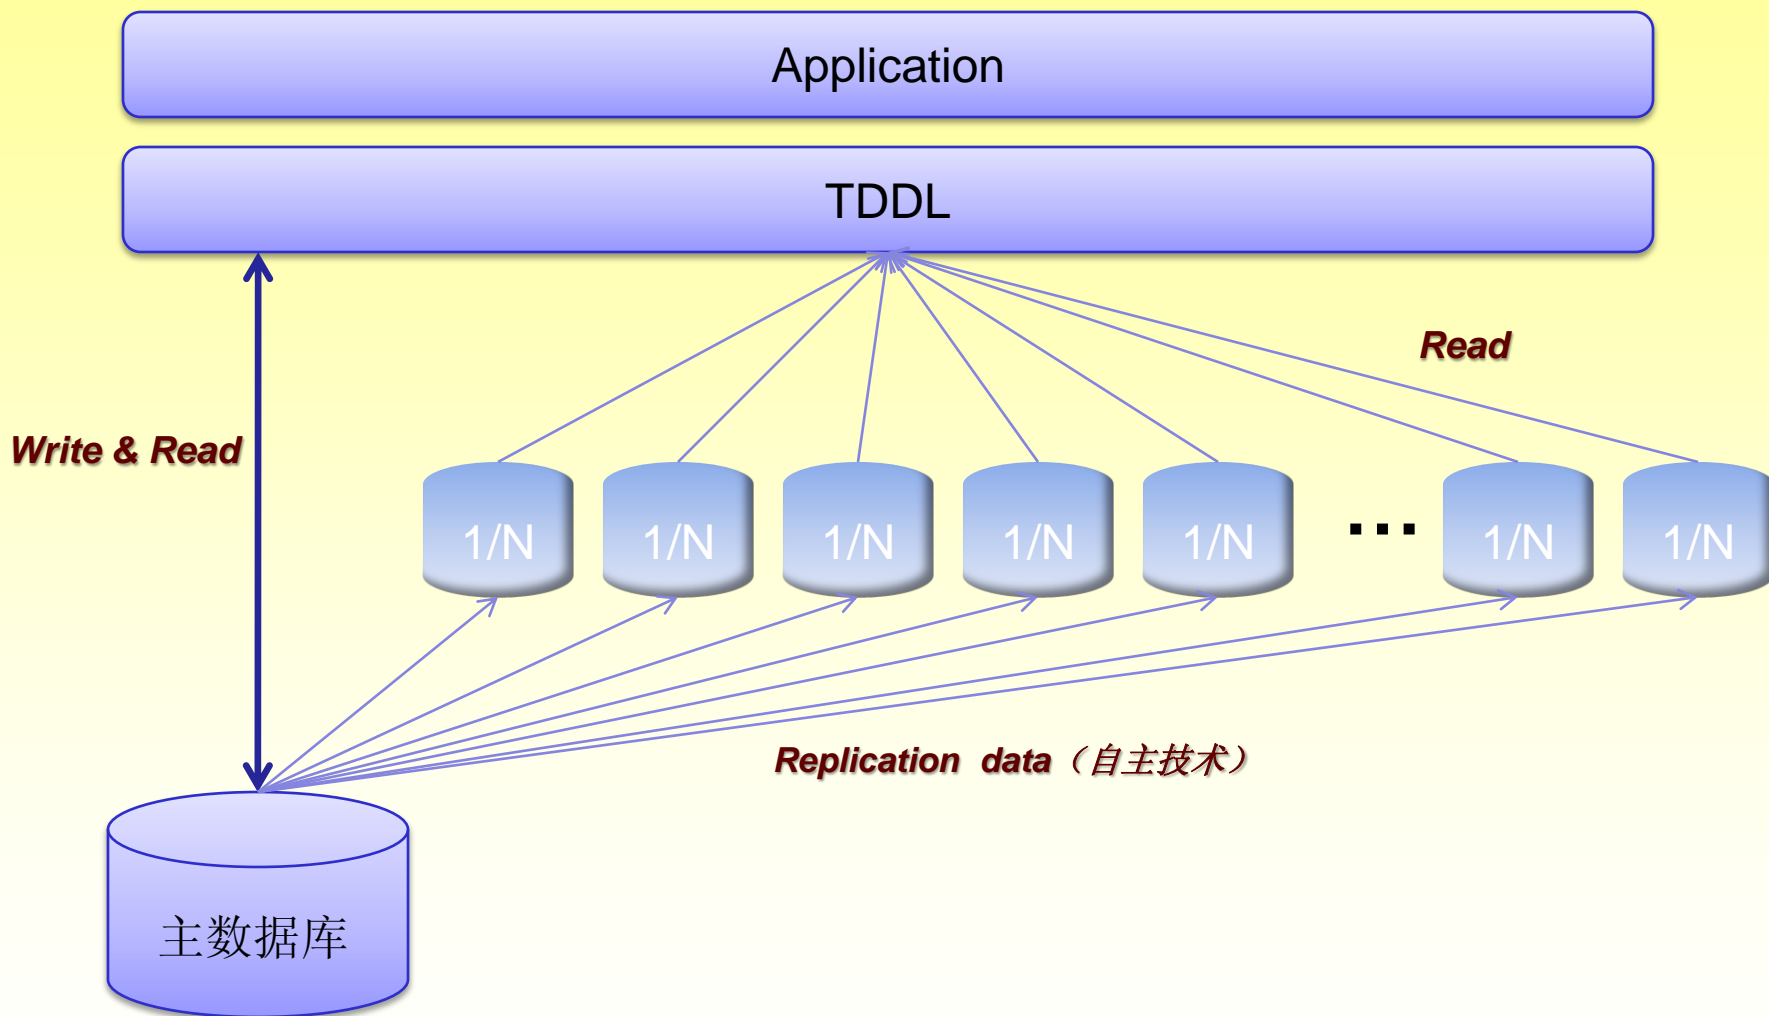 Application
TDDL
Read
Write & Read
1/N 1/N 1/N 1/N 1/N ... 1/N 1/N
Replication data（自主技术）
主数据库